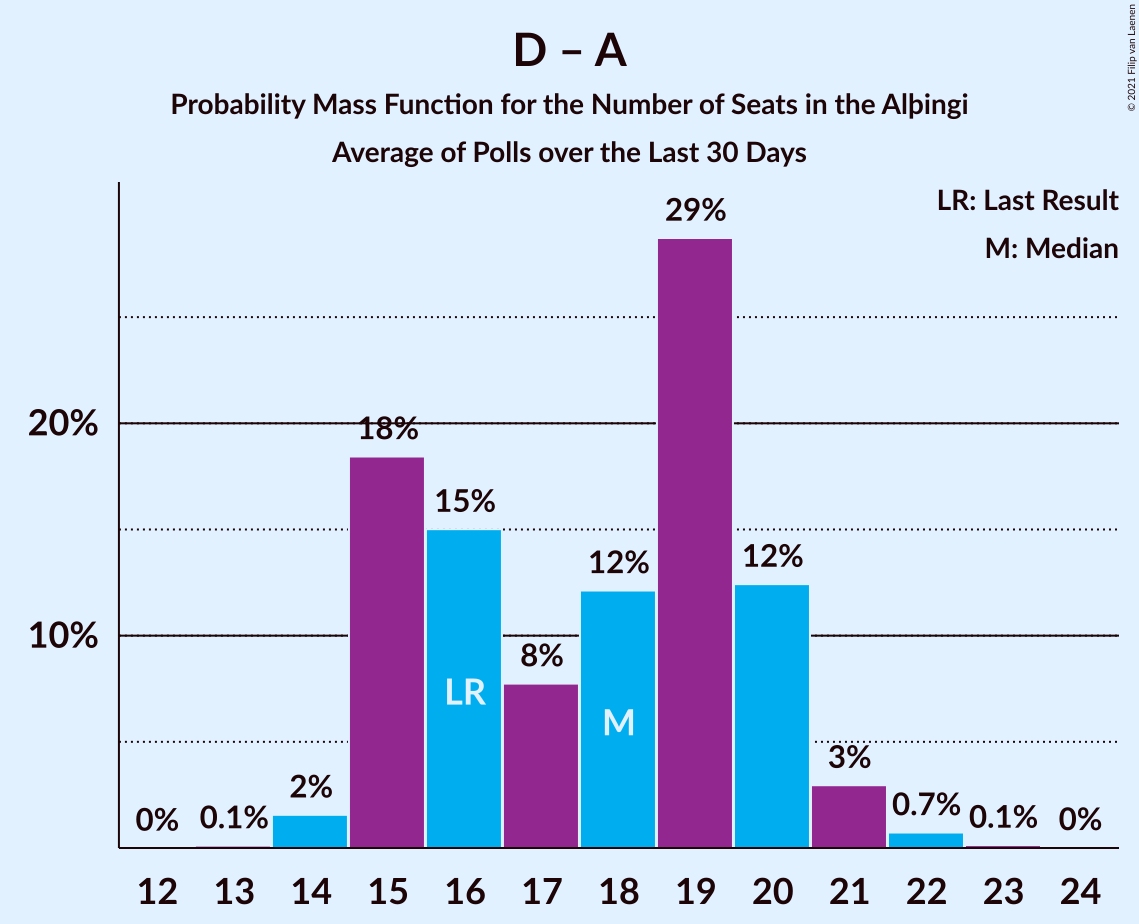 D – A
Probability Mass Function for the Number of Seats in the Alþingi
Average of Polls over the Last 30 Days
© 2021 Filip van Laenen
LR: Last Result
M: Median
20%
10%
0%
0.1%
2%
18%
15%
8%
12%
29%
12%
3%
0.7%
0.1%
0%
LR
M
12 13 14 15 16 17 18 19 20 21 22 23 24